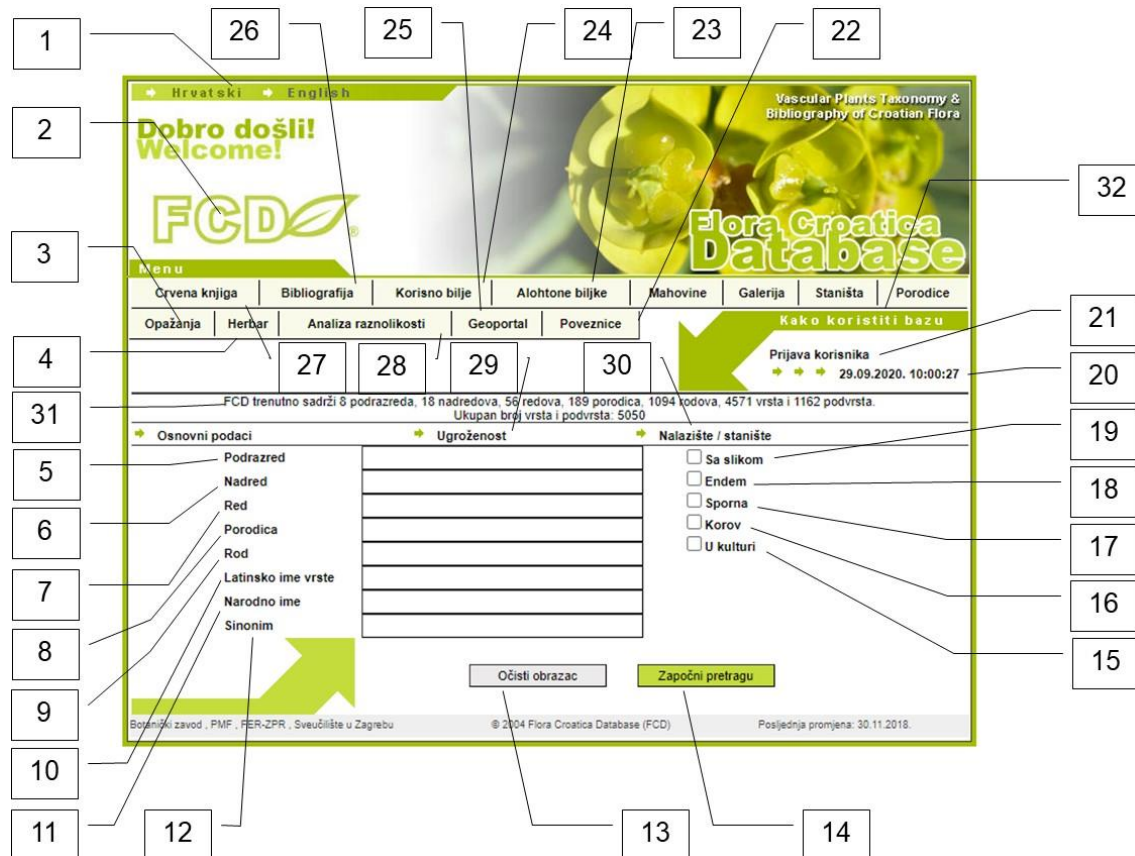 26
25
24
23
22
1
Hrvatski English
Vascular Plants Taxonomy &
Bibliography of Croatian Flora
Dobro došli!
Welcome!
2
FCD
®
32
Flora Croatica
Database
3
Menu
Crvena knjiga Bibliografija Korisno bilje Alohtone biljke Mahovine Galerija Staništa Porodice
Opažanja Herbar Analiza raznolikosti Geoportal Poveznice
Kako koristiti bazu
21
4
27
28
29
30
Prijava korisnika
29.09.2020. 10:00:27
20
31
FCD trenutno sadrži 8 podrazreda, 18 nadredova, 56 redova, 189 porodica, 1094 rodova, 4571 vrsta i 1162 podvrsta.
Ukupan broj vrsta i podvrsta: 5050
Osnovni podaci Ugroženost Nalazište / stanište
19
5
Podrazred
Sa slikom
18
6
Nadred
Endem
Red
Sporna
17
7
Porodica
Korov
16
8
Rod
U kulturi
15
9
Latinsko ime vrste
Narodno ime
Sinonim
Očisti obrazac
Započni pretragu
Botanički zavod , PMF , FER-ZPR , Sveučilište u Zagrebu © 2004 Flora Croatica Database (FCD) Posljednja promjena: 30.11.2018.
10
11
12
13
14